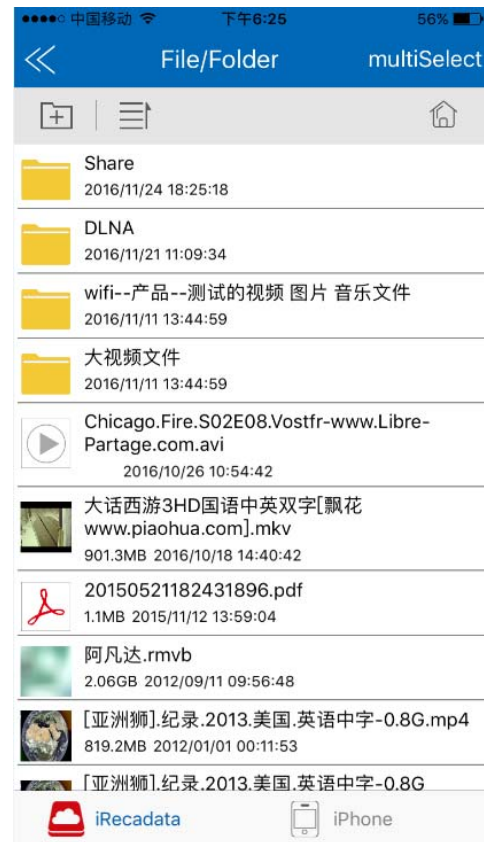 中国移动 下午6:25 56%
File/Folder multiSelect
Share
2016/11/24 18:25:18
DLNA
2016/11/21 11:09:34
wifi--产品--测试的视频 图片 音乐文件
2016/11/11 13:44:59
大视频文件
2016/11/11 13:44:59
Chicago.Fire.S02E08.Vostfr-www.Libre-
Partage.com.avi
2016/10/26 10:54:42
大话西游3HD国语中英双字[飘花
www.piaohua.com].mkv
901.3MB 2016/10/18 14:40:42
20150521182431896.pdf
1.1MB 2015/11/12 13:59:04
阿凡达.rmvb
2.06GB 2012/09/11 09:56:48
[亚洲狮].纪录.2013.美国.英语中字-0.8G.mp4
819.2MB 2012/01/01 00:11:53
[亚洲狮].纪录.2013.美国.英语中字-0.8G
iRecadata iPhone